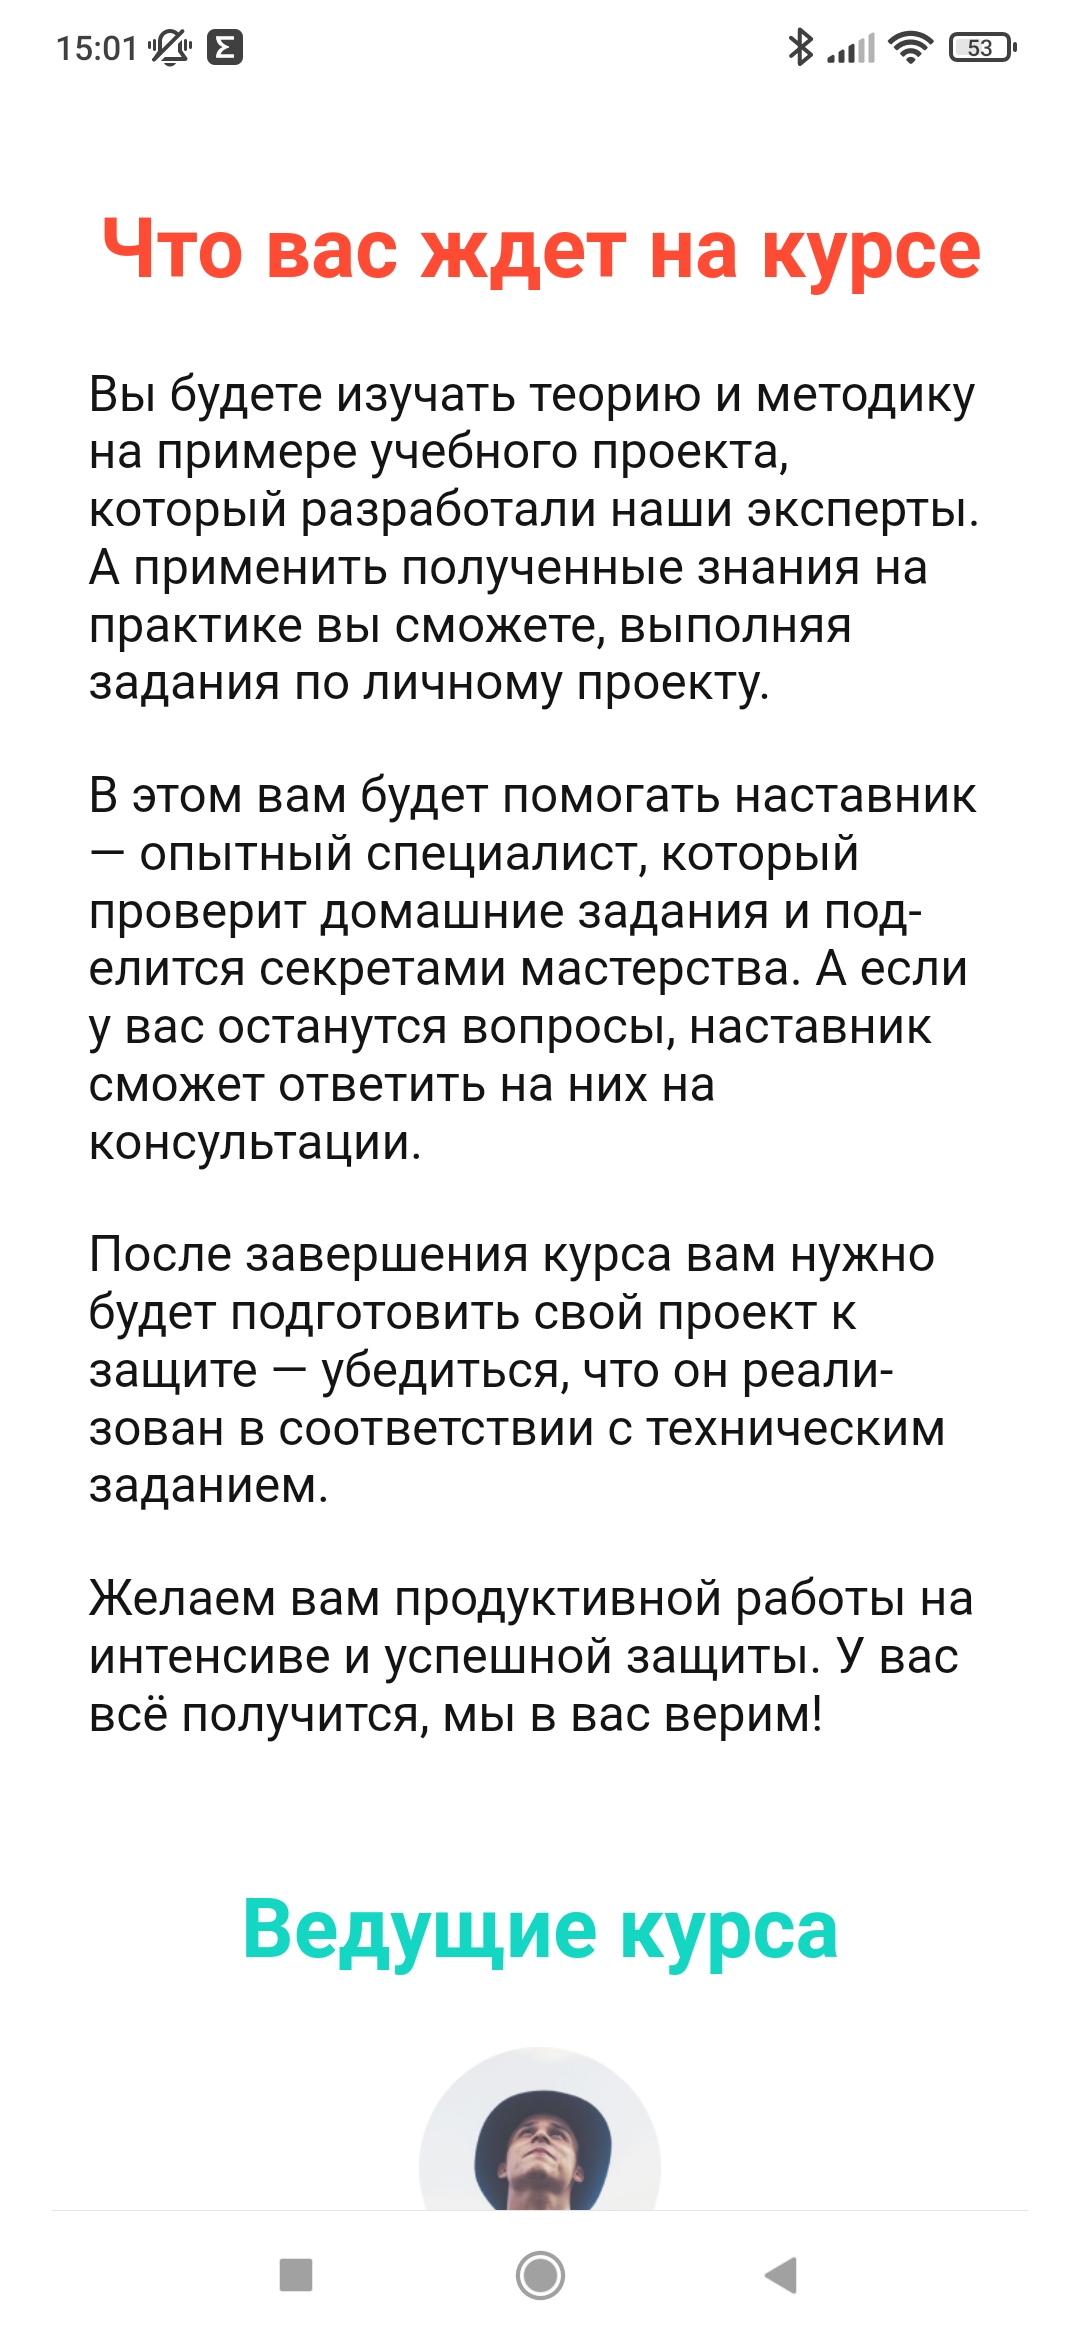 15:01
53
Что вас ждет на курсе
Вы будете изучать теорию и методику
на примере учебного проекта,
который разработали наши эксперты.
А применить полученные знания на
практике вы сможете, выполняя
задания по личному проекту.
В этом вам будет помогать наставник
— опытный специалист, который
проверит домашние задания и под-
елится секретами мастерства. А если
у вас останутся вопросы, наставник
сможет ответить на них на
консультации.
После завершения курса вам нужно
будет подготовить свой проект к
защите — убедиться, что он реали-
зован в соответствии с техническим
заданием.
Желаем вам продуктивной работы на
интенсиве и успешной защиты. У вас
всё получится, мы в вас верим!
Ведущие курса